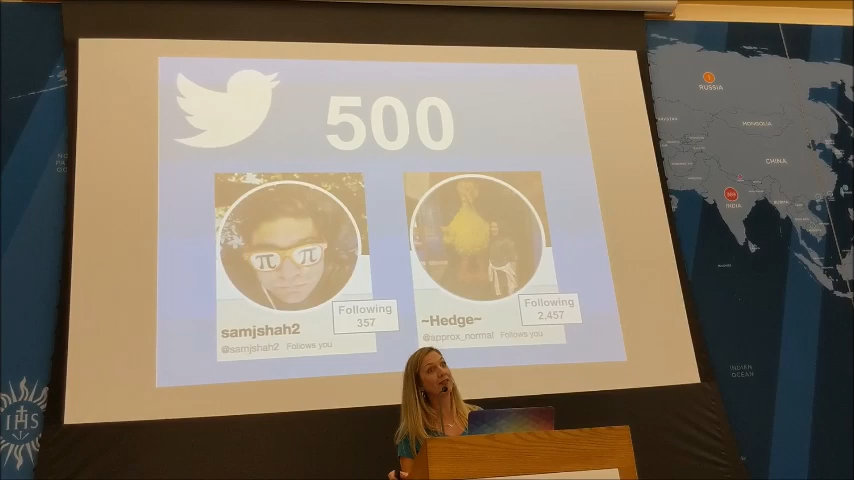 500
π π
Following
357
samjshah2
@samjshah2 Follows you
Following
2,457
~Hedge~
@approx_normal Follows you
RUSSIA
MONGOLIA
CHINA
INDIA
INDIAN
OCEAN
IHS